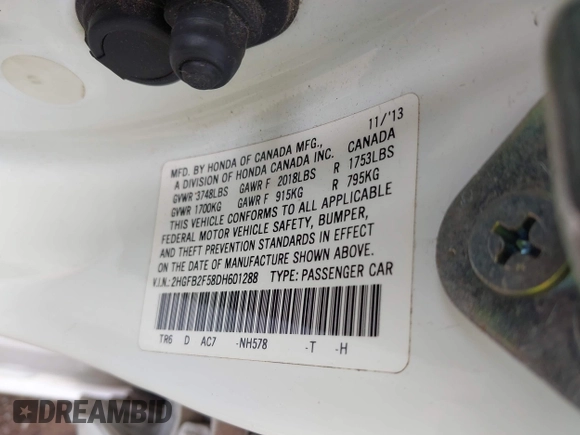 11/'13
MFD. BY HONDA OF CANADA MFG.,
A DIVISION OF HONDA CANADA INC. CANADA
GVWR 3748LBS GAWR F 2018LBS R 1753LBS
GVWR 1700KG GAWR F 915KG R 795KG
THIS VEHICLE CONFORMS TO ALL APPLICABLE
FEDERAL MOTOR VEHICLE SAFETY, BUMPER,
AND THEFT PREVENTION STANDARDS IN EFFECT
ON THE DATE OF MANUFACTURE SHOWN ABOVE.
V.I.N.: 2HGFB2F58DH601288 TYPE: PASSENGER CAR
TR6 D AC7 -NH578 -T -H
DREAMBID